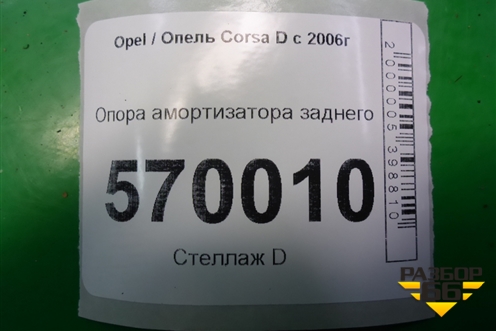 Opel / Опель Corsa D с 2006г
Опора амортизатора заднего
570010
Стеллаж D
2000005398810
РАЗБОР
66